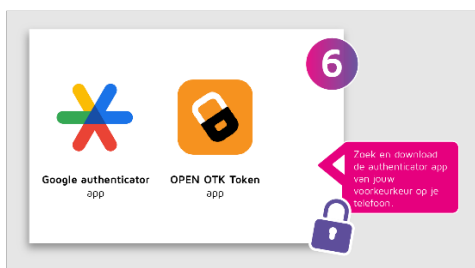 6
Google authenticator
app
OPEN OTK Token
app
Zoek en download
de authenticator app
van jouw
voorkeurkeur op je
telefoon.